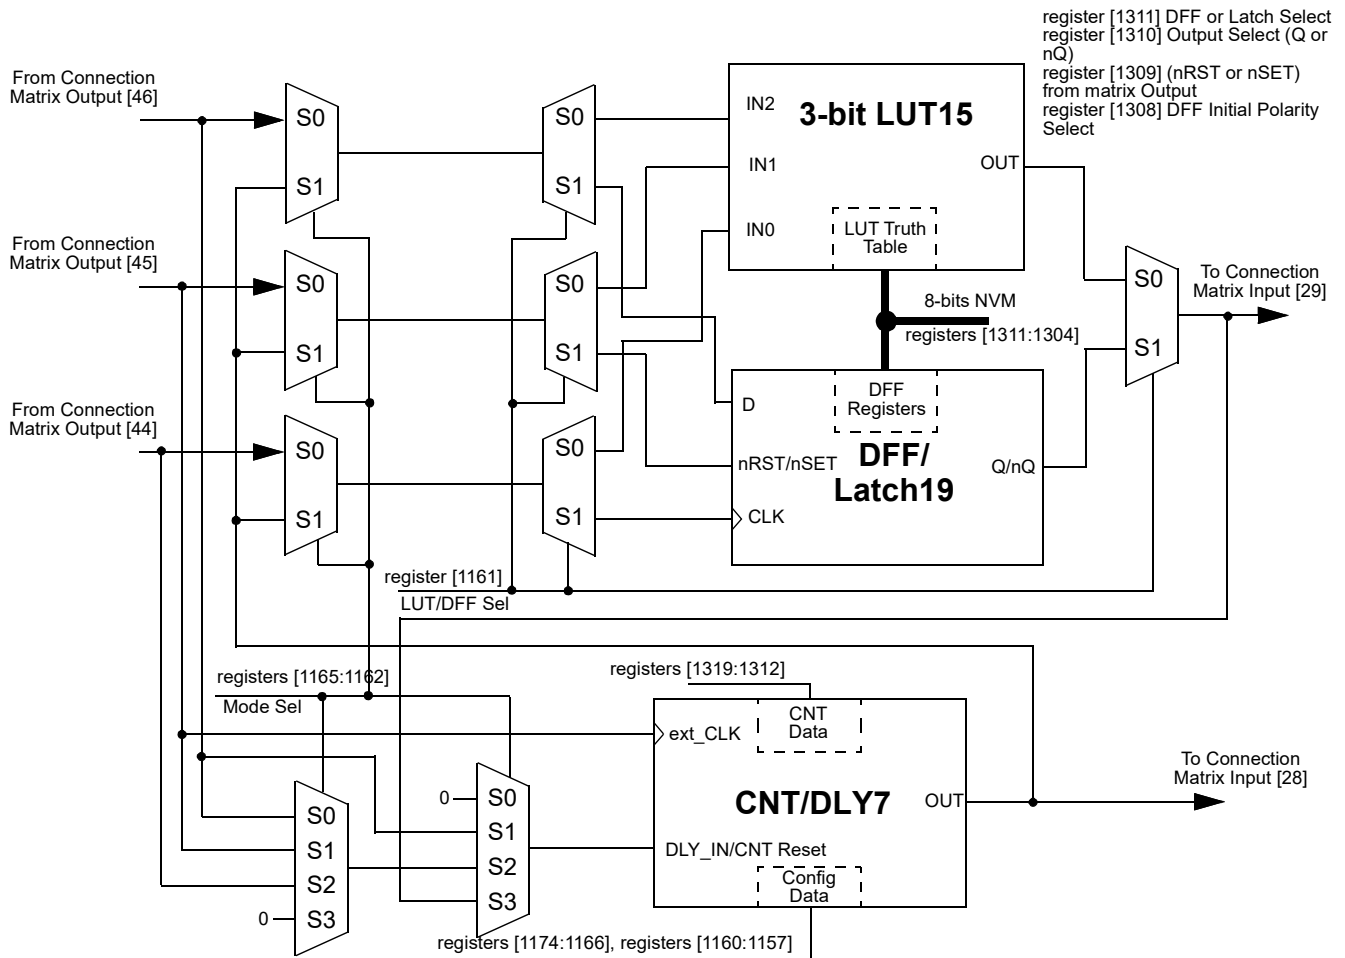 register [1311] DFF or Latch Select
register [1310] Output Select (Q or
nQ)
register [1309] (nRST or nSET)
from matrix Output
register [1308] DFF Initial Polarity
Select
From Connection
Matrix Output [46]
S0
S1
S0
S1
IN2
IN1
IN0
3-bit LUT15
OUT
LUT Truth
Table
From Connection
Matrix Output [45]
S0
S1
S0
S1
8-bits NVM
registers [1311:1304]
S0
S1
To Connection
Matrix Input [29]
From Connection
Matrix Output [44]
S0
S1
S0
S1
D
nRST/nSET
CLK
DFF
Registers
DFF/
Latch19
Q/nQ
register [1161]
LUT/DFF Sel
registers [1165:1162]
Mode Sel
registers [1319:1312]
ext_CLK
CNT
Data
CNT/DLY7
OUT
To Connection
Matrix Input [28]
DLY_IN/CNT Reset
Config
Data
S0
S1
S2
0
S3
0
S0
S1
S2
S3
registers [1174:1166], registers [1160:1157]